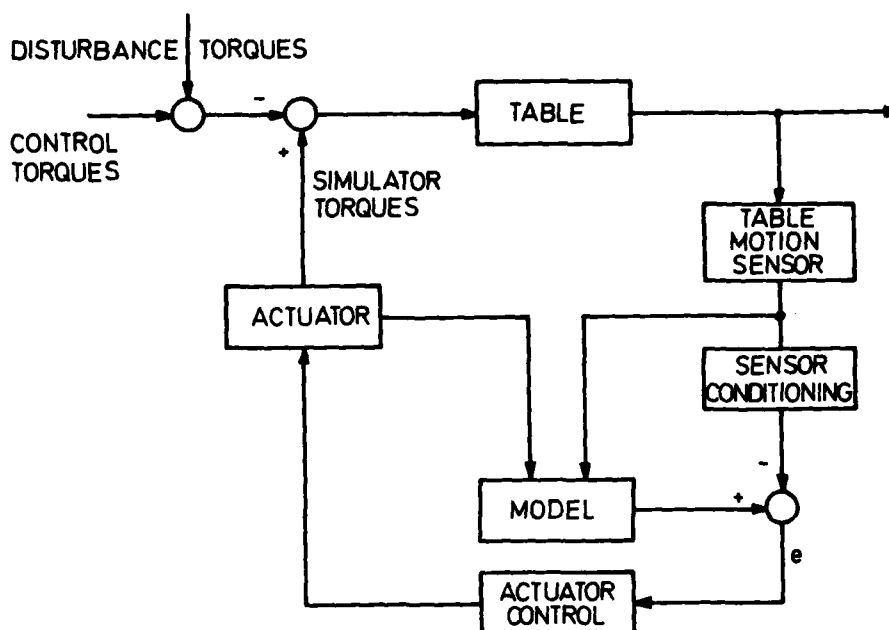 DISTURBANCE TORQUES
CONTROL
TORQUES
-
+
SIMULATOR
TORQUES
TABLE
TABLE
MOTION
SENSOR
ACTUATOR
SENSOR
CONDITIONING
-
+
MODEL
e
ACTUATOR
CONTROL